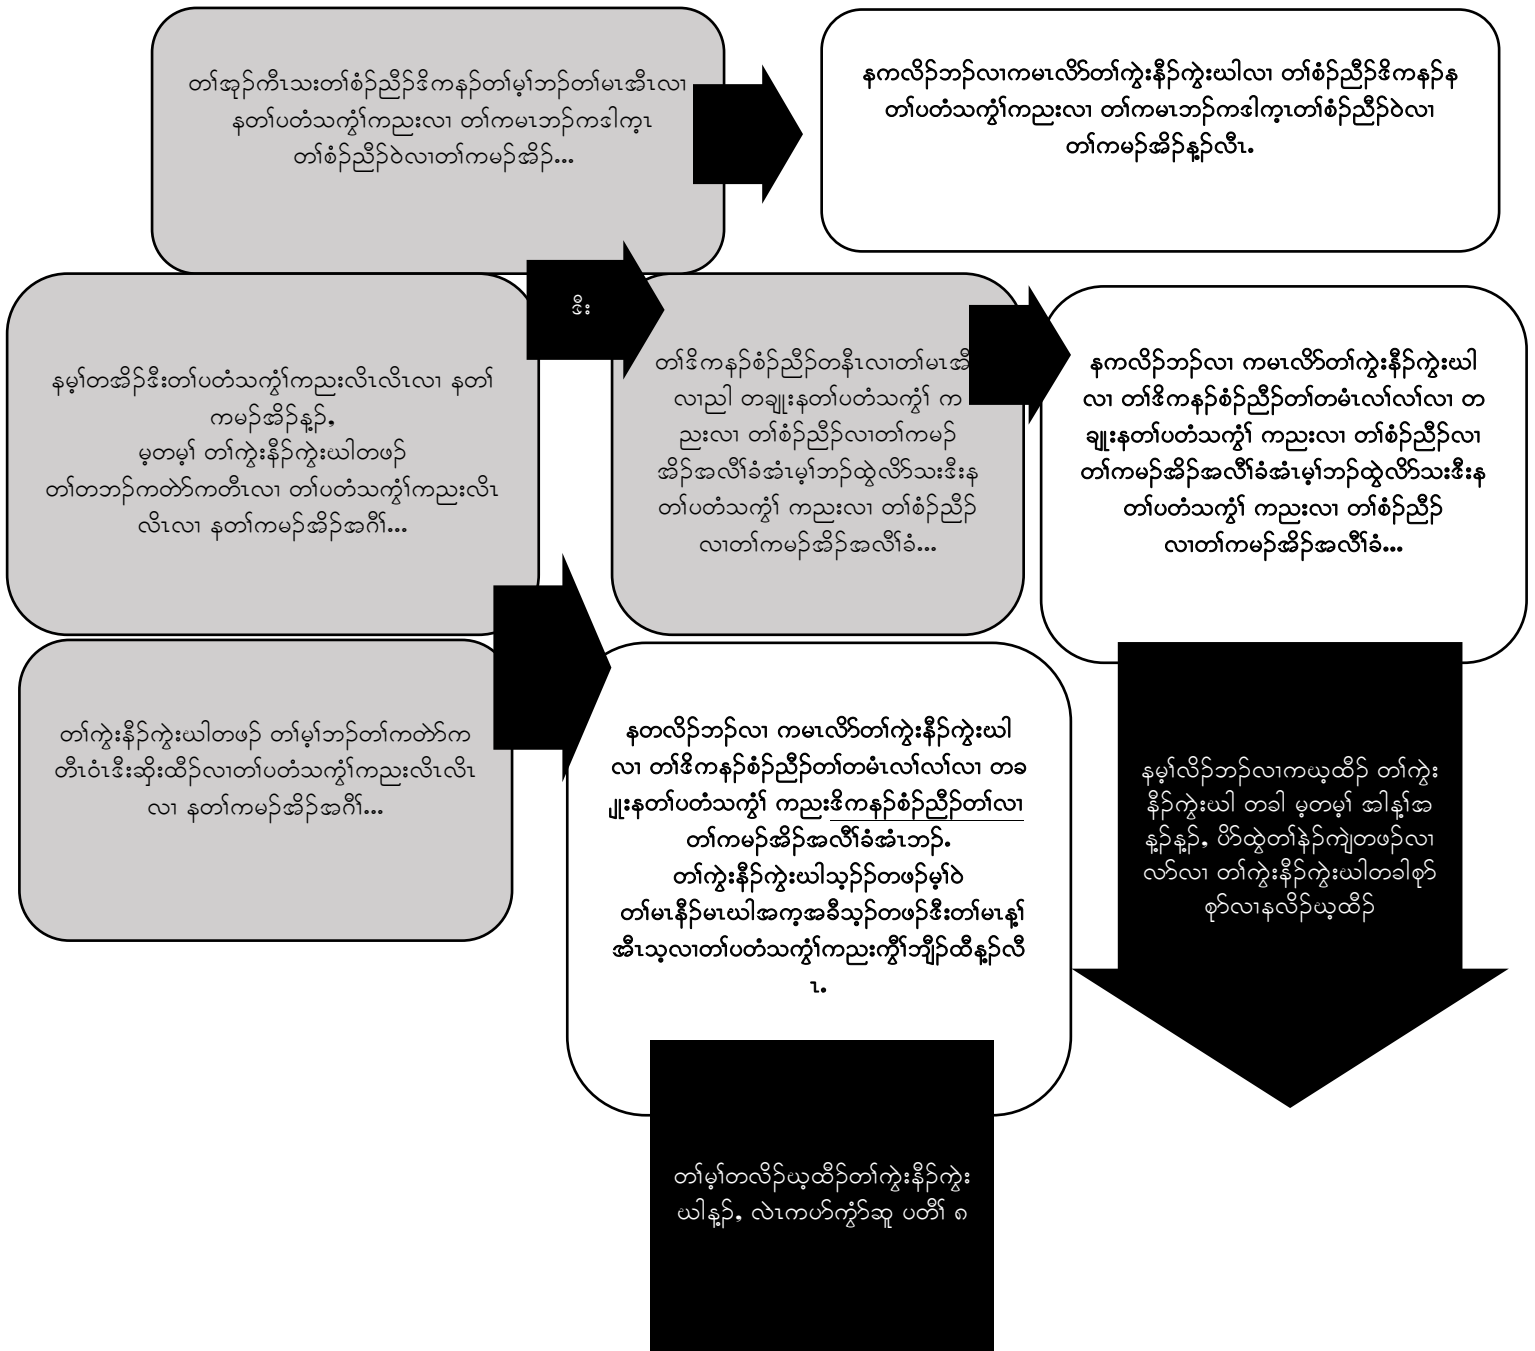 တၢ်အုၣ်ကီၤသးတၢ်စံၣ်ညီၣ်ဒိကနၣ်တၢ်မ့ၢ်ဘၣ်တၢ်မၤအီၤလၢ
နတၢ်ပတံသကွံၢ်ကညးလၢ တၢ်ကမၤဘၣ်ကဒါက့ၤ
တၢ်စံၣ်ညီၣ်ဝဲလၢတၢ်ကမၣ်အိၣ်...
နကလိၣ်ဘၣ်လၢကမၤလိာ်တၢ်ကွဲးနီၣ်ကွဲးဃါလၢ တၢ်စံၣ်ညီၣ်ဒိကနၣ်န
တၢ်ပတံသကွံၢ်ကညးလၢ တၢ်ကမၤဘၣ်ကဒါက့ၤတၢ်စံၣ်ညီၣ်ဝဲလၢ
တၢ်ကမၣ်အိၣ်န့ၣ်လီၤ.
နမ့ၢ်တအိၣ်ဒီးတၢ်ပတံသကွံၢ်ကညးလိၤလိၤလၢ နတၢ်
ကမၣ်အိၣ်န့ၣ်,
မ့တမ့ၢ် တၢ်ကွဲးနီၣ်ကွဲးဃါတဖၣ်
တၢ်တဘၣ်ကတဲာ်ကတီၤလၢ တၢ်ပတံသကွံၢ်ကညးလိၤ
လိၤလၢ နတၢ်ကမၣ်အိၣ်အဂီၢ်...
ဒီး
တၢ်ဒိကနၣ်စံၣ်ညီၣ်တနီၤလၢတၢ်မၤအီ
လၢညါ တချုးနတၢ်ပတံသကွံၢ် က
ညးလၢ တၢ်စံၣ်ညီၣ်လၢတၢ်ကမၣ်
အိၣ်အလီၢ်ခံအံၤမ့ၢ်ဘၣ်ထွဲလိာ်သးဒီးန
တၢ်ပတံသကွံၢ် ကညးလၢ တၢ်စံၣ်ညီၣ်
လၢတၢ်ကမၣ်အိၣ်အလီၢ်ခံ...
နကလိၣ်ဘၣ်လၢ ကမၤလိာ်တၢ်ကွဲးနီၣ်ကွဲးဃါ
လၢ တၢ်ဒိကနၣ်စံၣ်ညီၣ်တၢ်တမံၤလၢ်လၢ်လၢ တ
ချုးနတၢ်ပတံသကွံၢ် ကညးလၢ တၢ်စံၣ်ညီၣ်လၢ
တၢ်ကမၣ်အိၣ်အလီၢ်ခံအံၤမ့ၢ်ဘၣ်ထွဲလိာ်သးဒီးန
တၢ်ပတံသကွံၢ် ကညးလၢ တၢ်စံၣ်ညီၣ်
လၢတၢ်ကမၣ်အိၣ်အလီၢ်ခံ...
တၢ်ကွဲးနီၣ်ကွဲးဃါတဖၣ် တၢ်မ့ၢ်ဘၣ်တၢ်ကတဲာ်က
တီၤဝံၤဒီးဆှိးထီၣ်လၢတၢ်ပတံသကွံၢ်ကညးလိၤလိၤ
လၢ နတၢ်ကမၣ်အိၣ်အဂီၢ်...
နတလိၣ်ဘၣ်လၢ ကမၤလိာ်တၢ်ကွဲးနီၣ်ကွဲးဃါ
လၢ တၢ်ဒိကနၣ်စံၣ်ညီၣ်တၢ်တမံၤလၢ်လၢ်လၢ တခ
ျုးနတၢ်ပတံသကွံၢ် ကညးဒိကနၣ်စံၣ်ညီၣ်တၢ်လၢ
တၢ်ကမၣ်အိၣ်အလီၢ်ခံအံၤဘၣ်.
တၢ်ကွဲးနီၣ်ကွဲးဃါသ့ၣ်ၣ်တဖၣ်မ့ၢ်ဝဲ
တၢ်မၤနီၣ်မၤဃါအက့အခီသ့ၣ်တဖၣ်ဒီးတၢ်မၤန့ၢ်
အီၤသ့လၢတၢ်ပတံသကွံၢ်ကညးကွီၢ်ဘျီၣ်ထီန့ၣ်လီ
ၤ.
နမ့ၢ်လိၣ်ဘၣ်လၢကဃ့ထီၣ် တၢ်ကွဲး
နီၣ်ကွဲးဃါ တခါ မ့တမ့ၢ် အါန့ၢ်အ
န့ၣ်န့ၣ်, ပိာ်ထွဲတၢ်နဲၣ်ကျဲတဖၣ်လၢ
လာ်လၢ တၢ်ကွဲးနီၣ်ကွဲးဃါတခါစုာ်
စုာ်လၢနလိၣ်ဃ့ထီၣ်
တၢ်မ့ၢ်တလိၣ်ဃ့ထီၣ်တၢ်ကွဲးနီၣ်ကွဲး
ဃါန့ၣ်, လဲၤကပာ်ကွံာ်ဆူ ပတီၢ် ၈